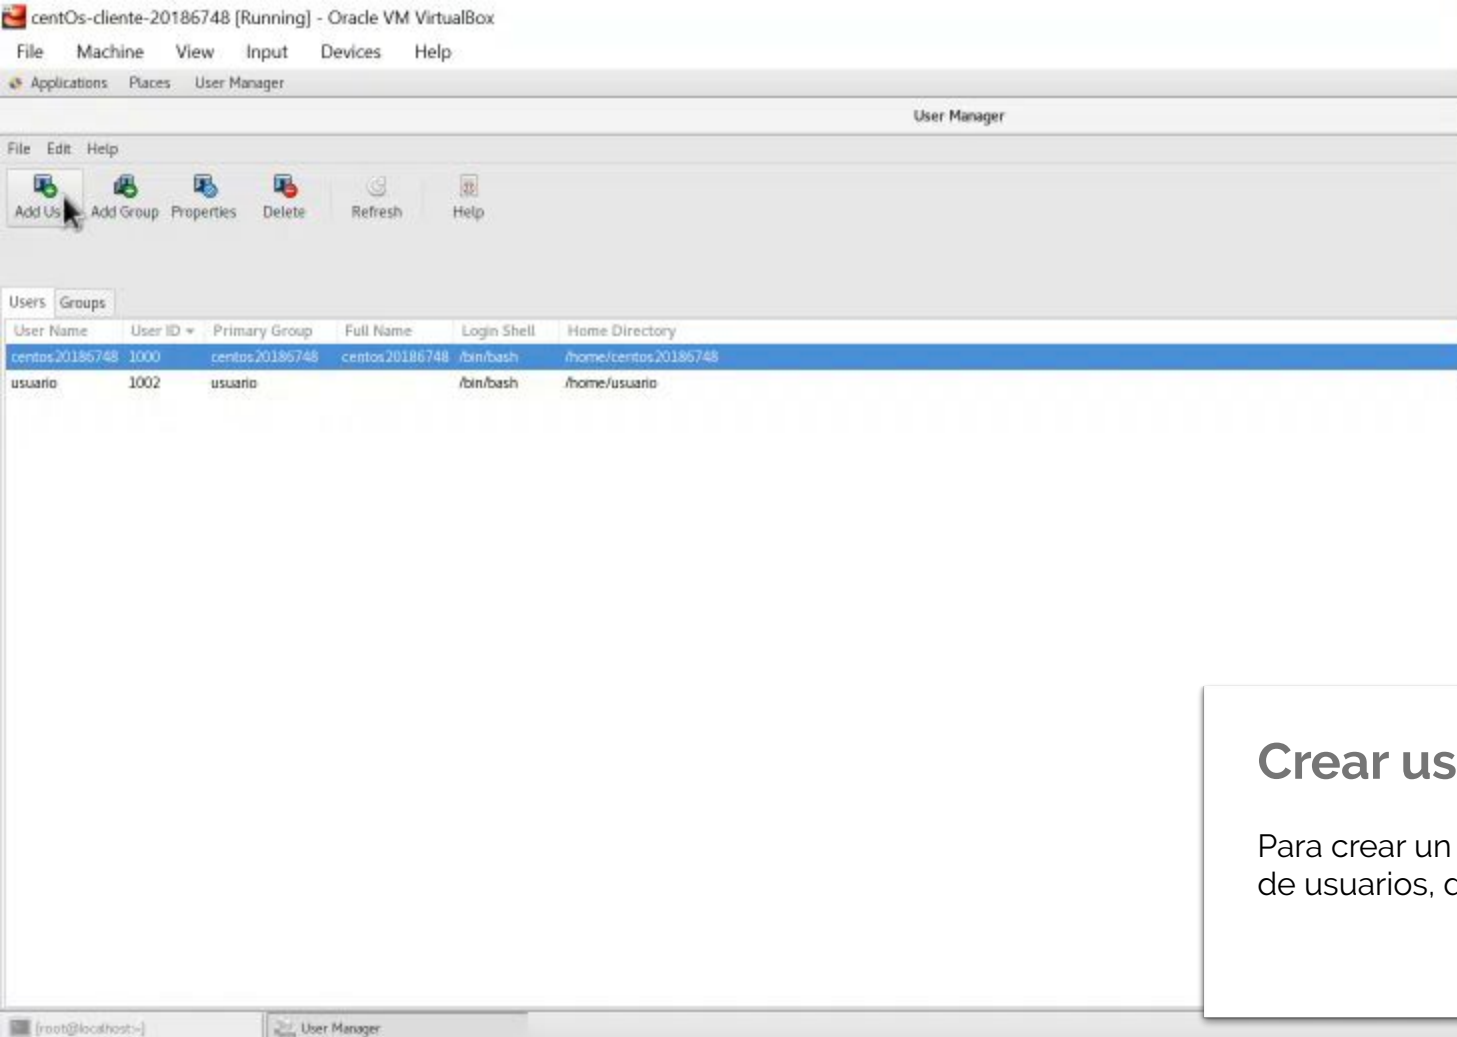 centOs-cliente-20186748 [Running] - Oracle VM VirtualBox
File Machine View Input Devices Help
Applications Places User Manager
User Manager
File Edit Help
Add Us Add Group Properties Delete Refresh Help
Users Groups
User Name User ID Primary Group Full Name Login Shell Home Directory
centos20186748 1000 centos20186748 centos20186748 /bin/bash /home/centos20186748
usuario 1002 usuario /bin/bash /home/usuario
Crear us
Para crear un
de usuarios,
[root@localhost:~] User Manager